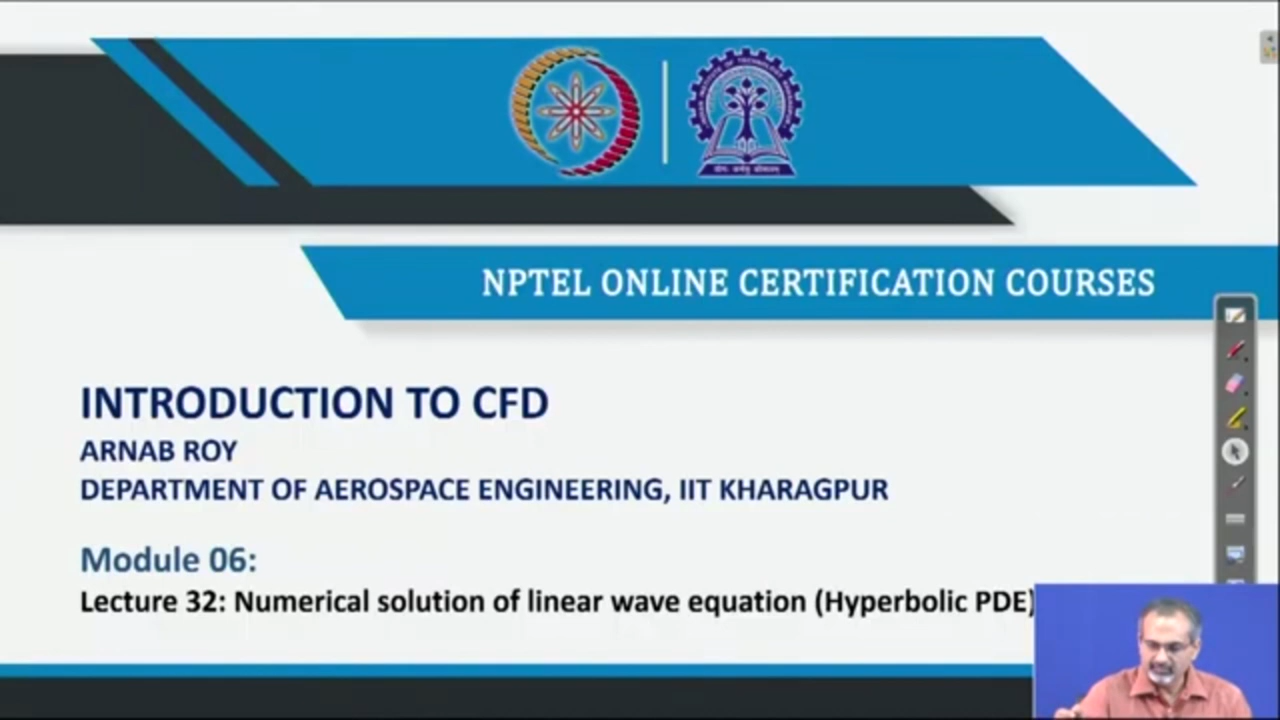 NPTEL ONLINE CERTIFICATION COURSES
INTRODUCTION TO CFD
ARNAB ROY
DEPARTMENT OF AEROSPACE ENGINEERING, IIT KHARAGPUR
Module 06:
Lecture 32: Numerical solution of linear wave equation (Hyperbolic PDE)